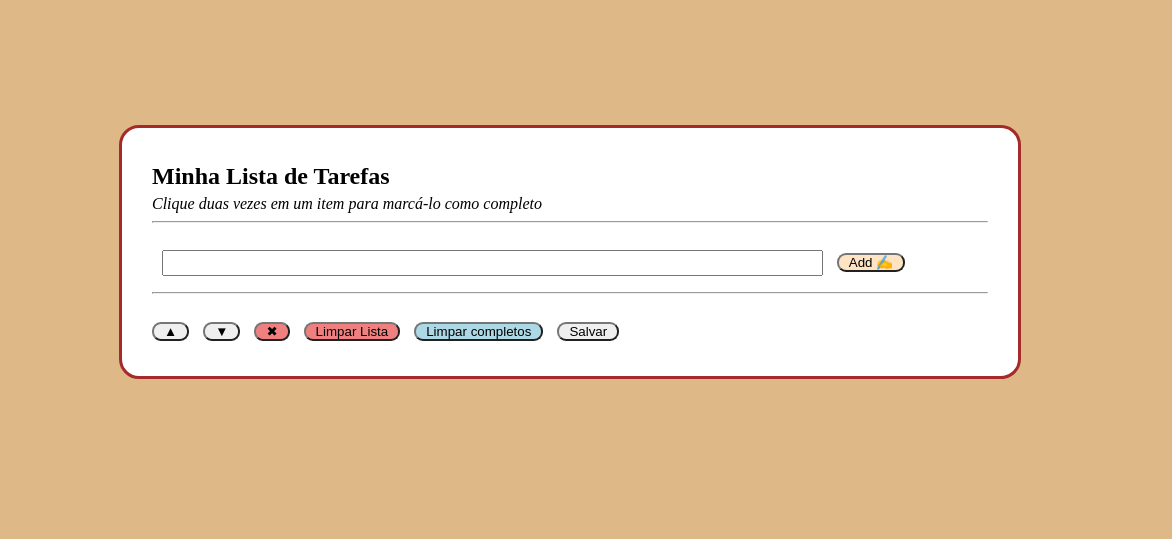 Minha Lista de Tarefas
Clique duas vezes em um item para marcá-lo como completo
Add ✍
▲ ▼ ✖ Limpar Lista Limpar completos Salvar